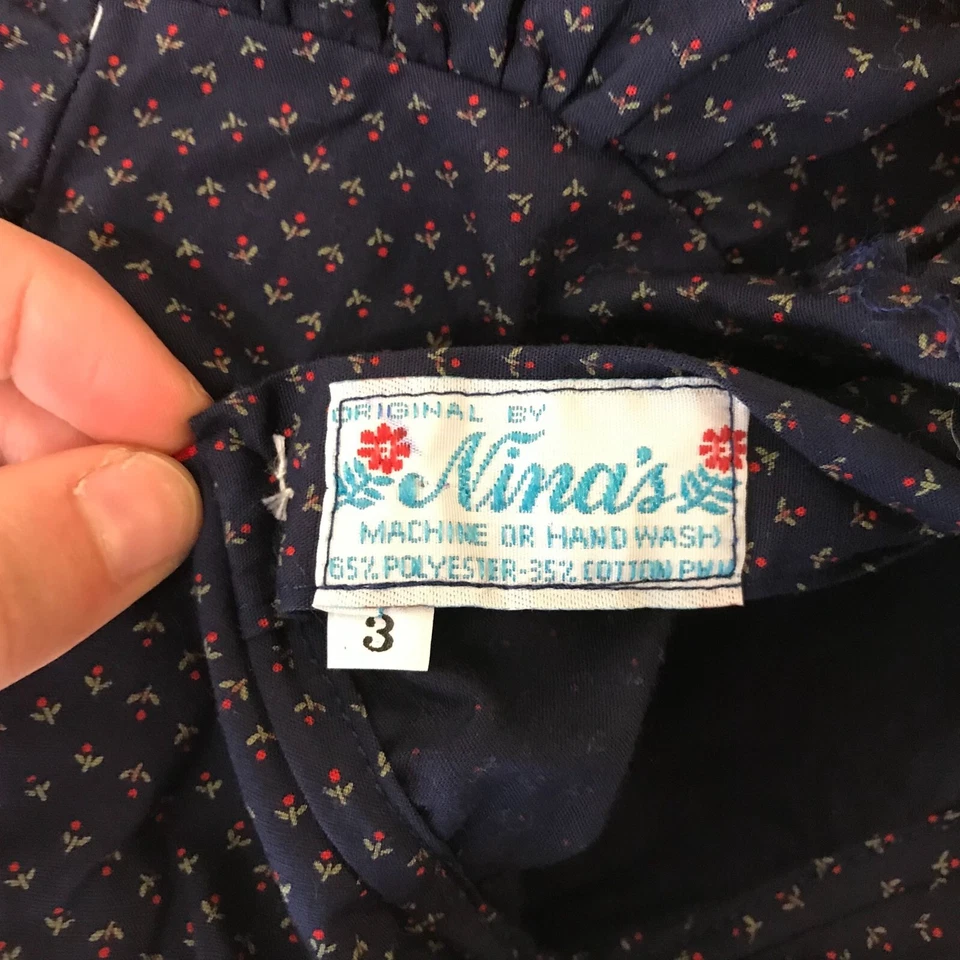 ORIGINAL BY
Nina's
MACHINE OR HAND WASH
65% POLYESTER-35% COTTON
3